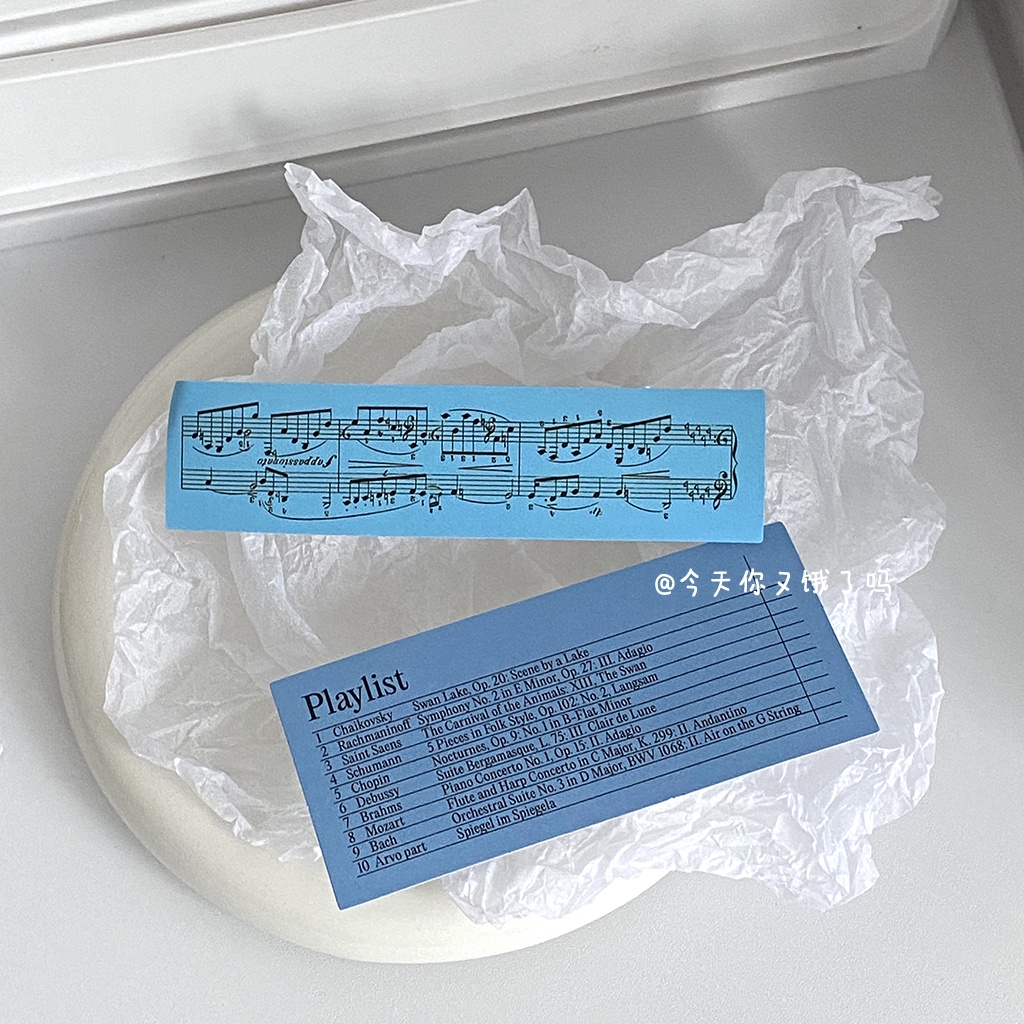 appassionato
@今天你又饿了吗
Playlist
1 Chaikovsky Swan Lake, Op. 20: Scene by a Lake
2 Rachmaninoff Symphony No. 2 in E Minor, Op. 27: III. Adagio
3 Saint Saens The Carnival of the Animals: XIII. The Swan
4 Schumann 5 Pieces in Folk Style, Op. 102: No. 2, Langsam
5 Chopin Nocturnes, Op. 9: No. 1 in B-Flat Minor
6 Debussy Suite Bergamasque, L. 75: III. Clair de Lune
7 Brahms Piano Concerto No. 1, Op. 15: II. Adagio
8 Mozart Flute and Harp Concerto in C Major, K. 299: II. Andantino
9 Bach Orchestral Suite No. 3 in D Major, BWV 1068: II. Air on the G String
10 Arvo part Spiegel im Spiegela